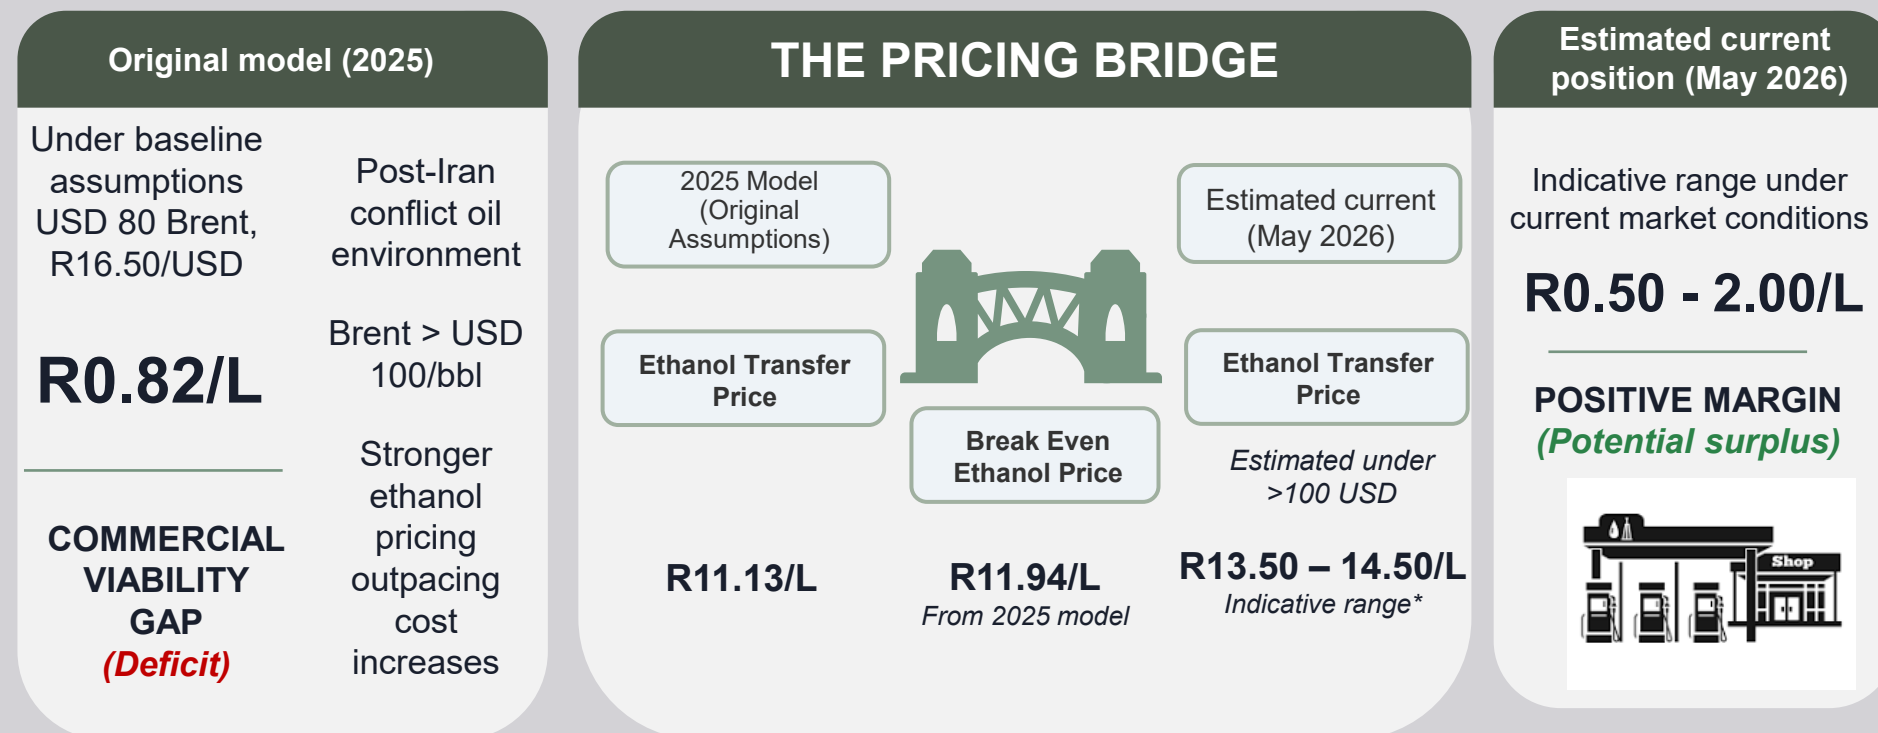 Original model (2025)
Under baseline
assumptions
USD 80 Brent,
R16.50/USD
R0.82/L
COMMERCIAL
VIABILITY
GAP
(Deficit)
Post-Iran
conflict oil
environment
Brent > USD
100/bbl
Stronger
ethanol
pricing
outpacing
cost
increases
THE PRICING BRIDGE
2025 Model
(Original
Assumptions)
Ethanol Transfer
Price
R11.13/L
Break Even
Ethanol Price
R11.94/L
From 2025 model
Estimated current
(May 2026)
Ethanol Transfer
Price
Estimated under
>100 USD
R13.50 – 14.50/L
Indicative range*
Estimated current
position (May 2026)
Indicative range under
current market conditions
R0.50 - 2.00/L
POSITIVE MARGIN
(Potential surplus)
Shop